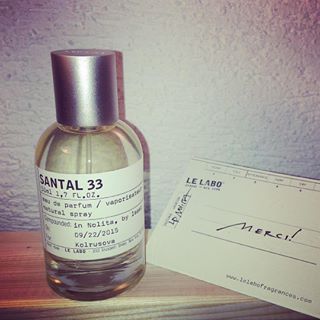 SANTAL 33
50ml 1,7 FL.OZ.
eau de parfum / vaporisateur
natural spray
Compounded in Nolita, by
09/22/2015
Kolrusova
LE LABO
LE LABO
MERCI!
www.lelabofragrances.com